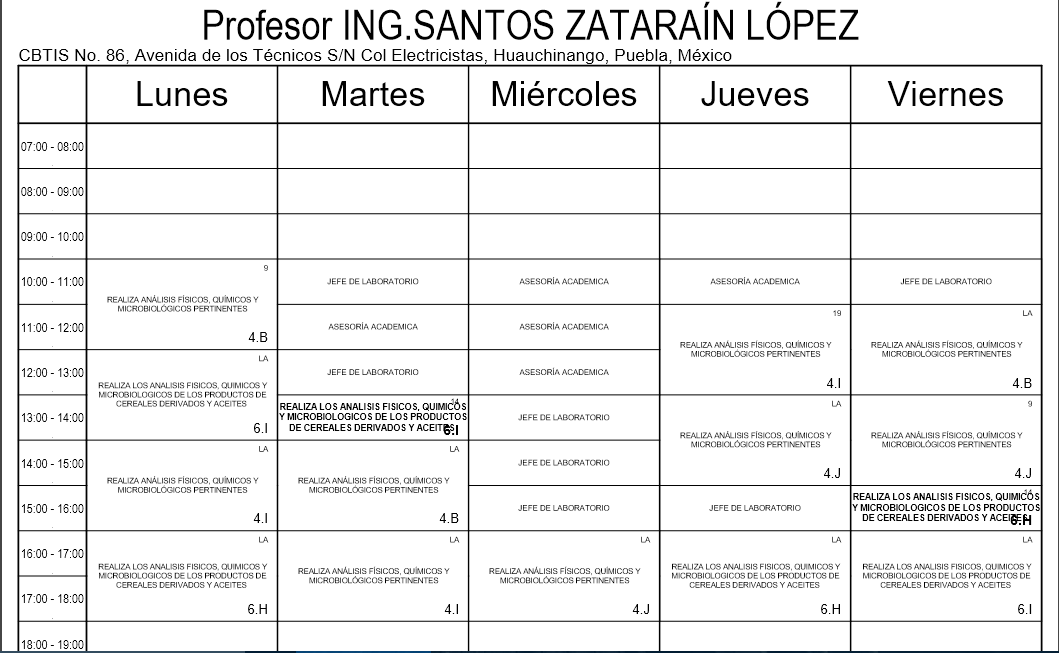 Profesor ING.SANTOS ZATARAÍN LÓPEZ
CBTIS No. 86, Avenida de los Técnicos S/N Col Electricistas, Huauchinango, Puebla, México
Lunes Martes Miércoles Jueves Viernes
07:00 - 08:00
08:00 - 09:00
09:00 - 10:00
10:00 - 11:00
9
REALIZA ANÁLISIS FÍSICOS, QUÍMICOS Y
MICROBIOLÓGICOS PERTINENTES
4.B
JEFE DE LABORATORIO
ASESORÍA ACADEMICA
ASESORÍA ACADEMICA
JEFE DE LABORATORIO
11:00 - 12:00
ASESORÍA ACADEMICA
ASESORÍA ACADEMICA
19
REALIZA ANÁLISIS FÍSICOS, QUÍMICOS Y
MICROBIOLÓGICOS PERTINENTES
4.I
LA
REALIZA ANÁLISIS FÍSICOS, QUÍMICOS Y
MICROBIOLÓGICOS PERTINENTES
4.B
12:00 - 13:00
LA
REALIZA LOS ANALISIS FISICOS, QUIMICOS Y
MICROBIOLOGICOS DE LOS PRODUCTOS DE
CEREALES DERIVADOS Y ACEITES
6.I
JEFE DE LABORATORIO
ASESORÍA ACADEMICA
13:00 - 14:00
14
REALIZA LOS ANALISIS FISICOS, QUIMICOS
Y MICROBIOLOGICOS DE LOS PRODUCTOS
DE CEREALES DERIVADOS Y ACEITES
6.I
JEFE DE LABORATORIO
LA
REALIZA ANÁLISIS FÍSICOS, QUÍMICOS Y
MICROBIOLÓGICOS PERTINENTES
4.J
9
REALIZA ANÁLISIS FÍSICOS, QUÍMICOS Y
MICROBIOLÓGICOS PERTINENTES
4.J
14:00 - 15:00
LA
REALIZA ANÁLISIS FÍSICOS, QUÍMICOS Y
MICROBIOLÓGICOS PERTINENTES
4.I
LA
REALIZA ANÁLISIS FÍSICOS, QUÍMICOS Y
MICROBIOLÓGICOS PERTINENTES
4.B
JEFE DE LABORATORIO
15:00 - 16:00
JEFE DE LABORATORIO
JEFE DE LABORATORIO
14
REALIZA LOS ANALISIS FISICOS, QUIMICOS
Y MICROBIOLOGICOS DE LOS PRODUCTOS
DE CEREALES DERIVADOS Y ACEITES
6.H
16:00 - 17:00
17:00 - 18:00
LA
REALIZA LOS ANALISIS FISICOS, QUIMICOS Y
MICROBIOLOGICOS DE LOS PRODUCTOS DE
CEREALES DERIVADOS Y ACEITES
6.H
LA
REALIZA ANÁLISIS FÍSICOS, QUÍMICOS Y
MICROBIOLÓGICOS PERTINENTES
4.I
LA
REALIZA ANÁLISIS FÍSICOS, QUÍMICOS Y
MICROBIOLÓGICOS PERTINENTES
4.J
LA
REALIZA LOS ANALISIS FISICOS, QUIMICOS Y
MICROBIOLOGICOS DE LOS PRODUCTOS DE
CEREALES DERIVADOS Y ACEITES
6.H
LA
REALIZA LOS ANALISIS FISICOS, QUIMICOS Y
MICROBIOLOGICOS DE LOS PRODUCTOS DE
CEREALES DERIVADOS Y ACEITES
6.I
18:00 - 19:00